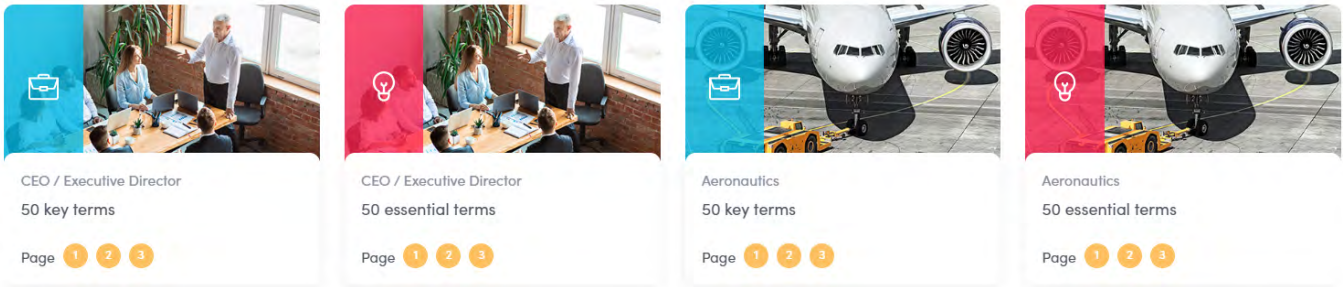 CEO / Executive Director
50 key terms
Page 1 2 3
CEO / Executive Director
50 essential terms
Page 1 2 3
Aeronautics
50 key terms
Page 1 2 3
Aeronautics
50 essential terms
Page 1 2 3